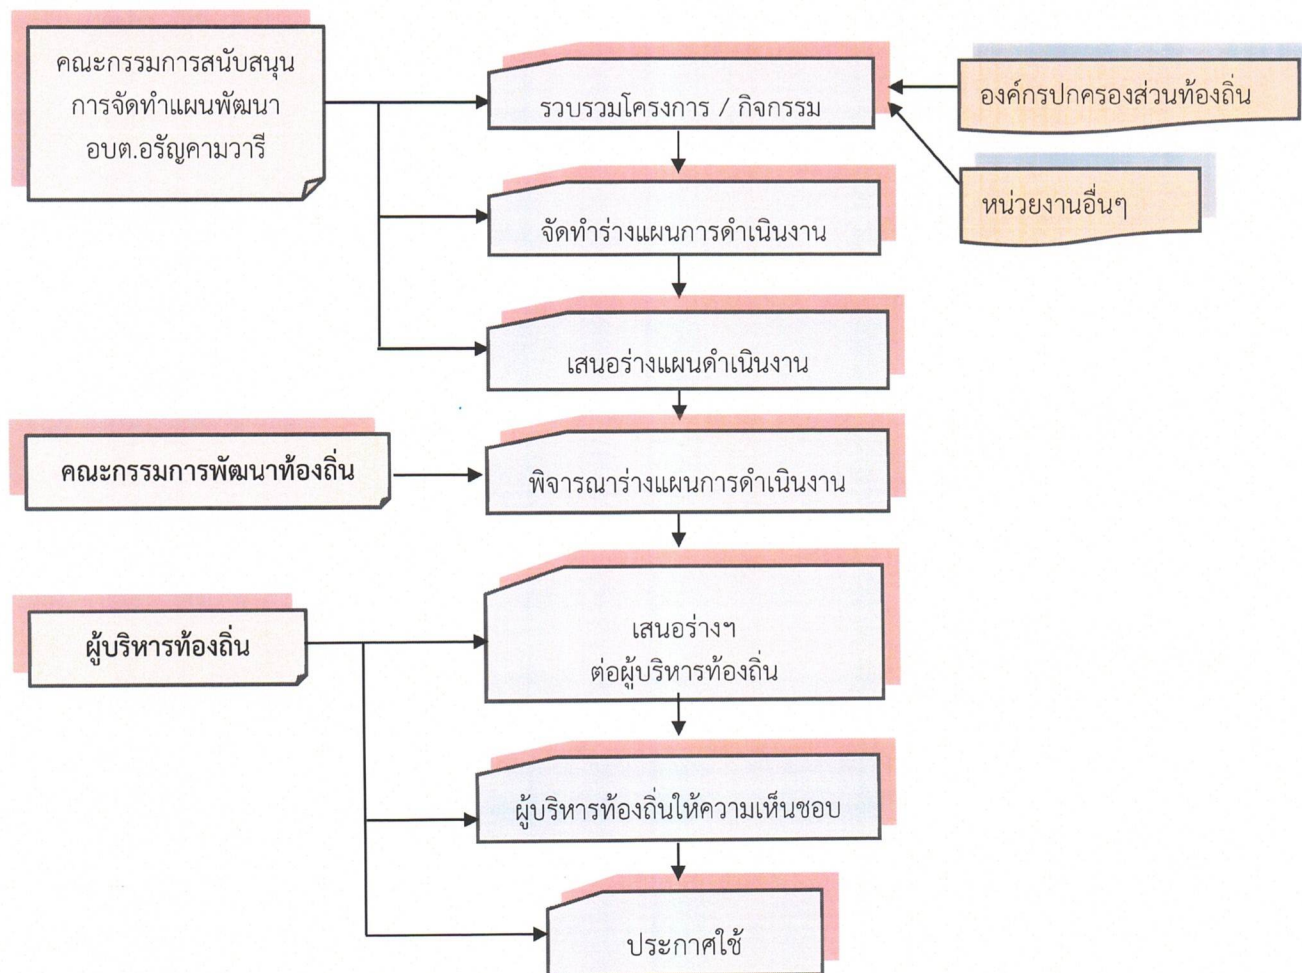 คณะกรรมการสนับสนุน
การจัดทำแผนพัฒนา
อบต.อรัญคามวารี
รวบรวมโครงการ / กิจกรรม
องค์กรปกครองส่วนท้องถิ่น
หน่วยงานอื่นๆ
จัดทำร่างแผนการดำเนินงาน
เสนอร่างแผนดำเนินงาน
คณะกรรมการพัฒนาท้องถิ่น
พิจารณาร่างแผนการดำเนินงาน
ผู้บริหารท้องถิ่น
เสนอร่างฯ
ต่อผู้บริหารท้องถิ่น
ผู้บริหารท้องถิ่นให้ความเห็นชอบ
ประกาศใช้